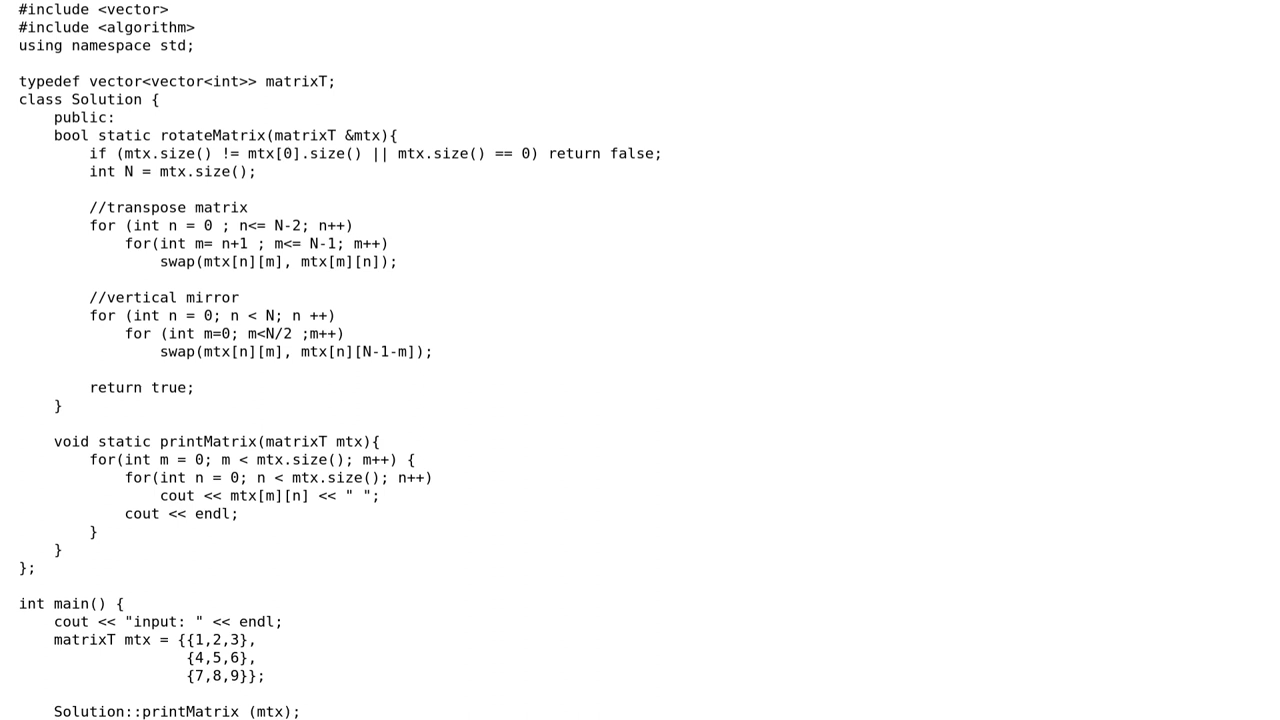 #include <vector>
#include <algorithm>
using namespace std;

typedef vector<vector<int>> matrixT;
class Solution {
    public:
    bool static rotateMatrix(matrixT &mtx){
        if (mtx.size() != mtx[0].size() || mtx.size() == 0) return false;
        int N = mtx.size();

        //transpose matrix
        for (int n = 0 ; n<= N-2; n++)
            for(int m= n+1 ; m<= N-1; m++)
                swap(mtx[n][m], mtx[m][n]);

        //vertical mirror
        for (int n = 0; n < N; n ++)
            for (int m=0; m<N/2 ;m++)
                swap(mtx[n][m], mtx[n][N-1-m]);

        return true;
    }

    void static printMatrix(matrixT mtx){
        for(int m = 0; m < mtx.size(); m++) {
            for(int n = 0; n < mtx.size(); n++)
                cout << mtx[m][n] << " ";
            cout << endl;
        }
    }
};

int main() {
    cout << "input: " << endl;
    matrixT mtx = {{1,2,3},
                   {4,5,6},
                   {7,8,9}};

    Solution::printMatrix (mtx);